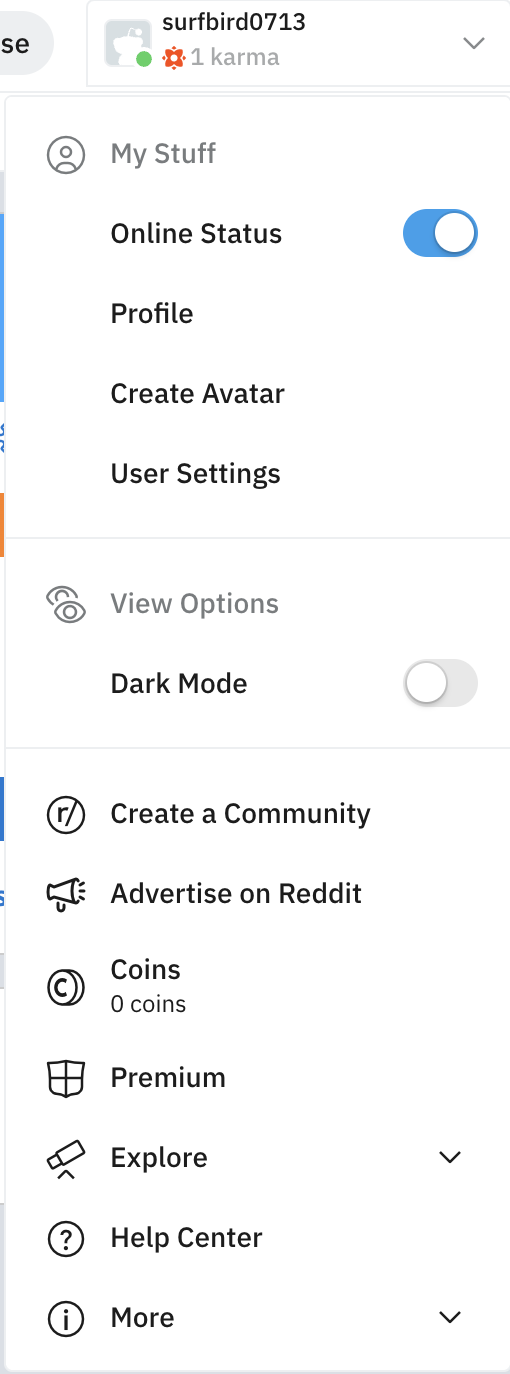 se
surfbird0713
1 karma
My Stuff
Online Status
Profile
Create Avatar
User Settings
View Options
Dark Mode
r/ Create a Community
Advertise on Reddit
Coins
0 coins
Premium
Explore
Help Center
More